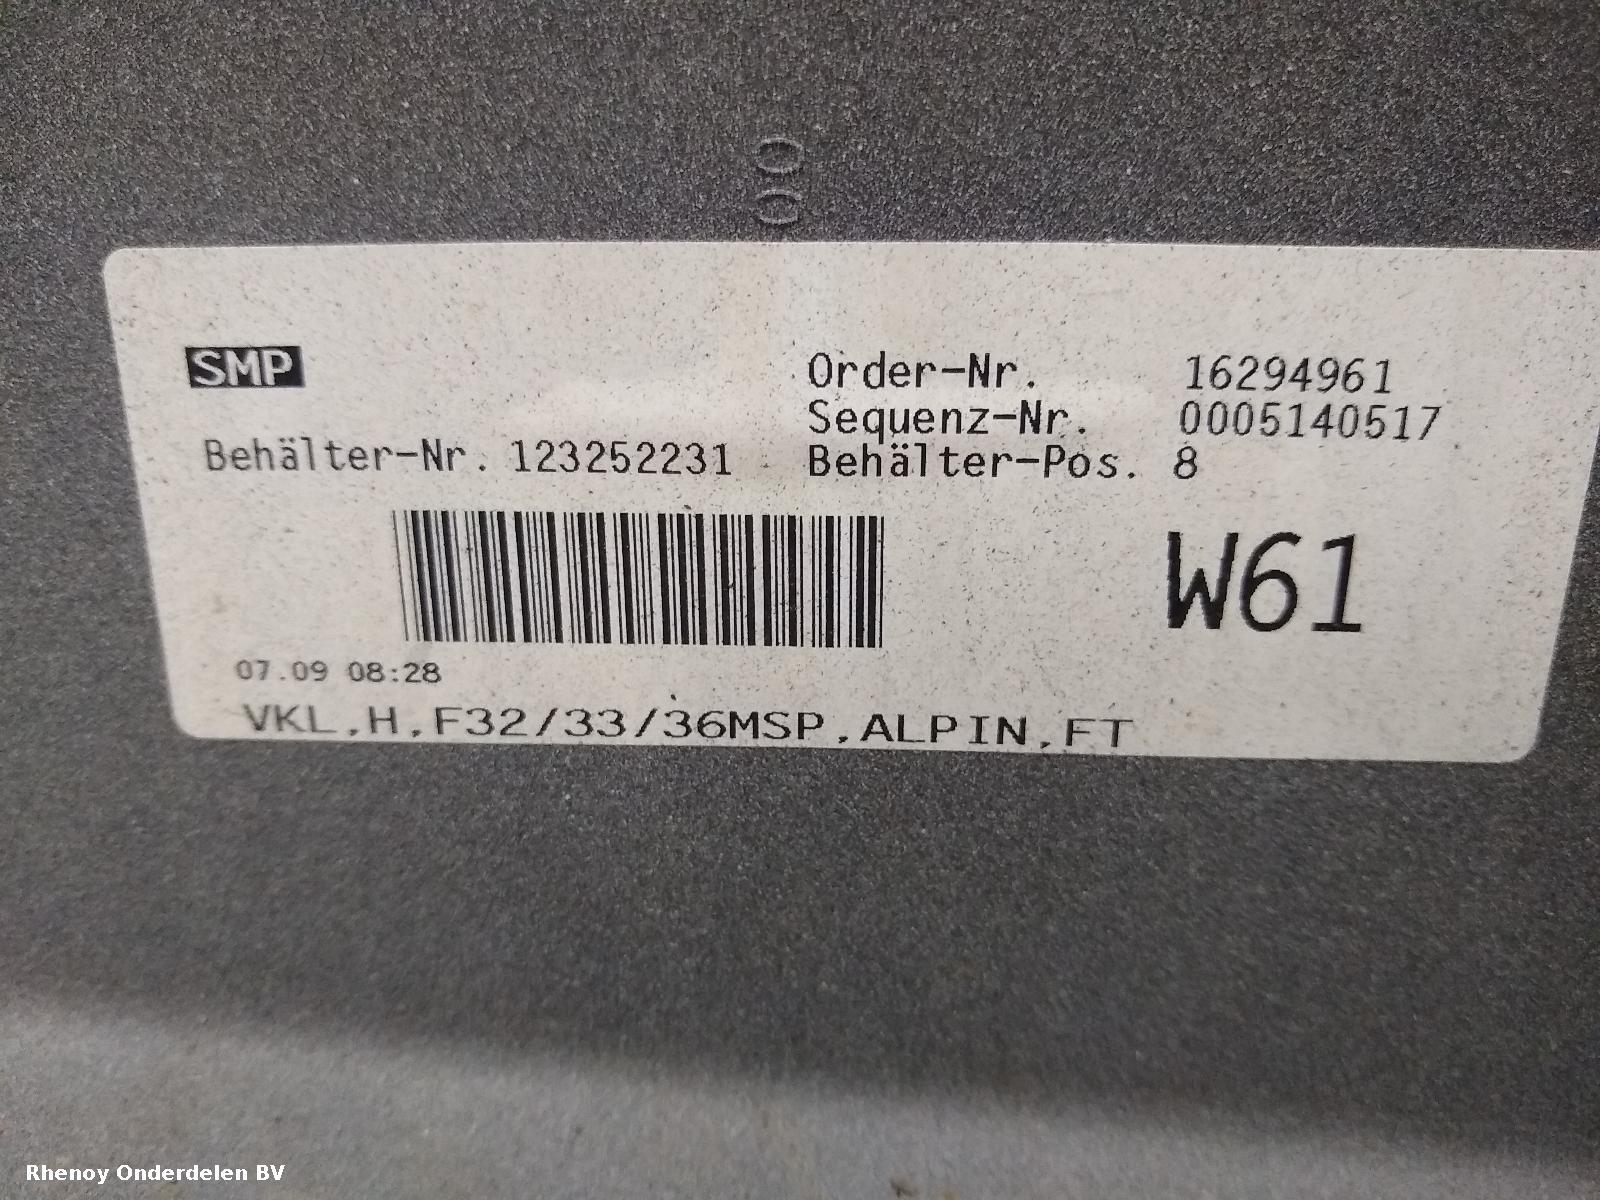 00
SMP
Order-Nr. 16294961
Sequenz-Nr. 0005140517
Behälter-Nr. 123252231 Behälter-Pos. 8
W61
07.09 08:28
VKL,H,F32/33/36MSP,ALPIN,FT
Rhenoy Onderdelen BV